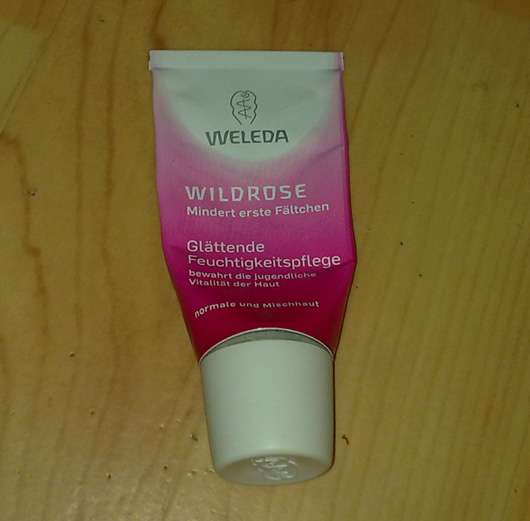 WELEDA
WILDROSE
Mindert erste Fältchen
Glättende
Feuchtigkeitspflege
bewahrt die jugendliche
Vitalität der Haut
normale und Mischhaut